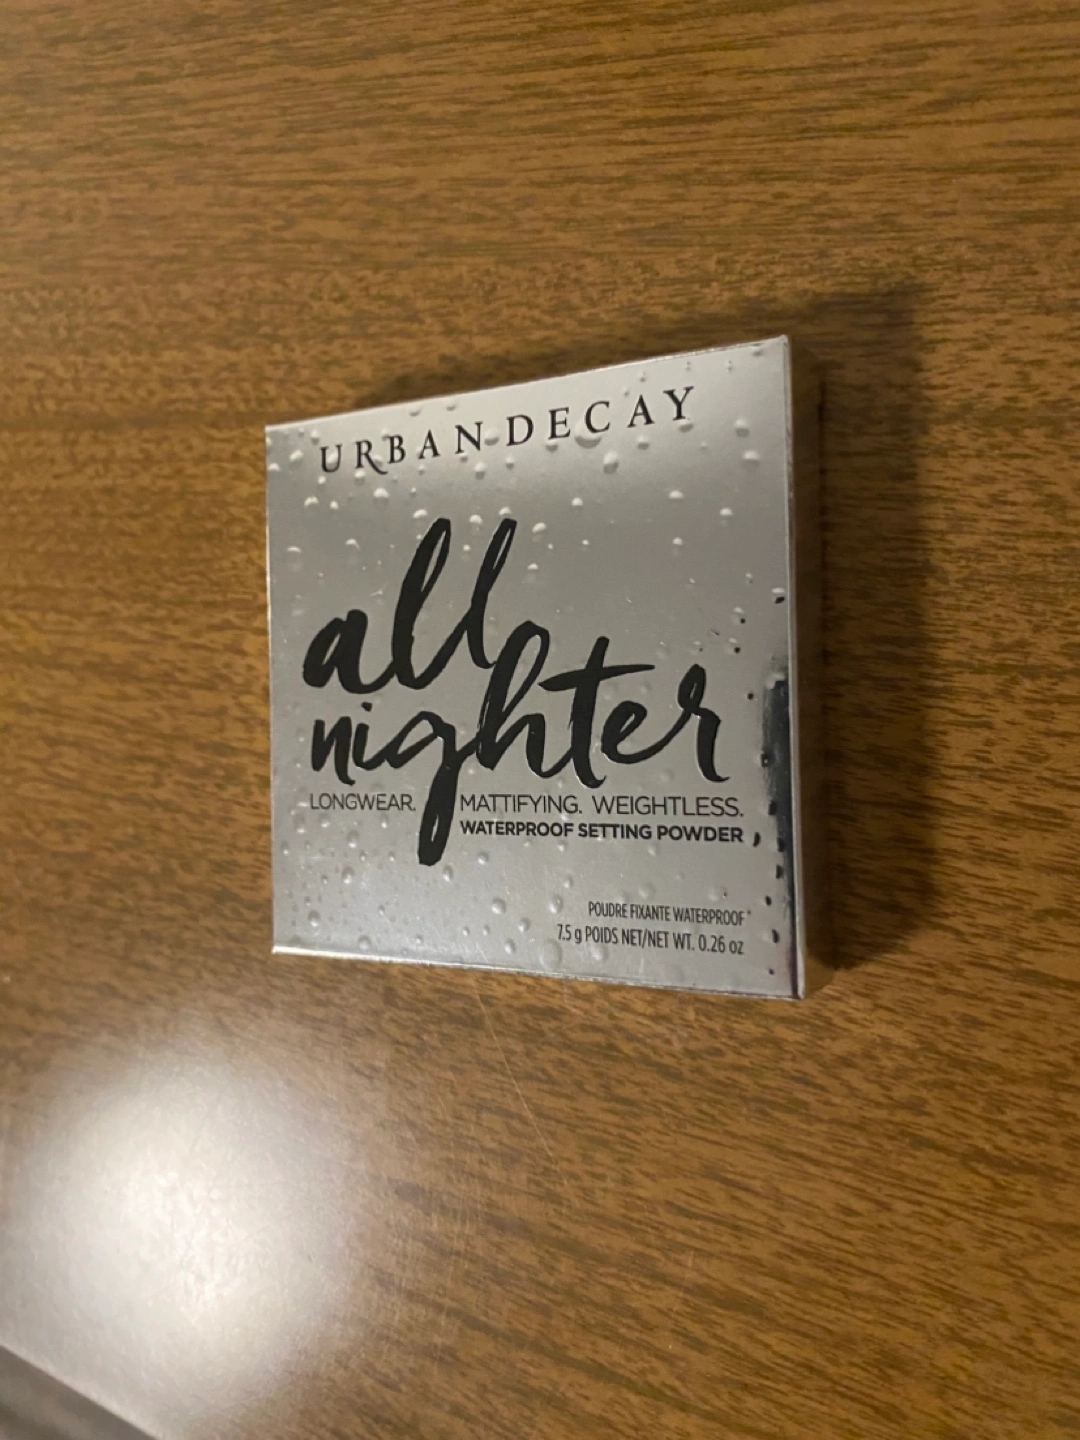 URBAN DECAY
all
nighter
LONGWEAR. MATTIFYING. WEIGHTLESS.
WATERPROOF SETTING POWDER
POUDRE FIXANTE WATERPROOF*
7.5 g POIDS NET/NET WT. 0.26 oz